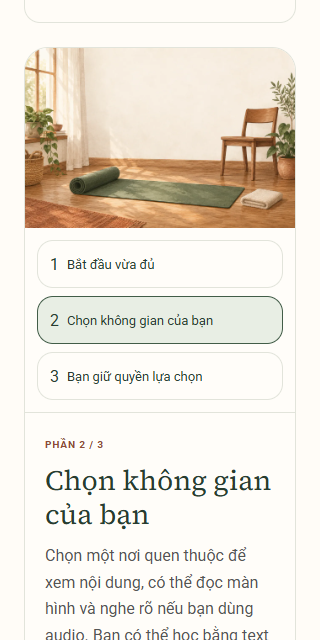 1 Bắt đầu vừa đủ
2 Chọn không gian của bạn
3 Bạn giữ quyền lựa chọn
PHẦN 2 / 3
Chọn không gian
của bạn
Chọn một nơi quen thuộc để
xem nội dung, có thể đọc màn
hình và nghe rõ nếu bạn dùng
audio. Bạn có thể học bằng text